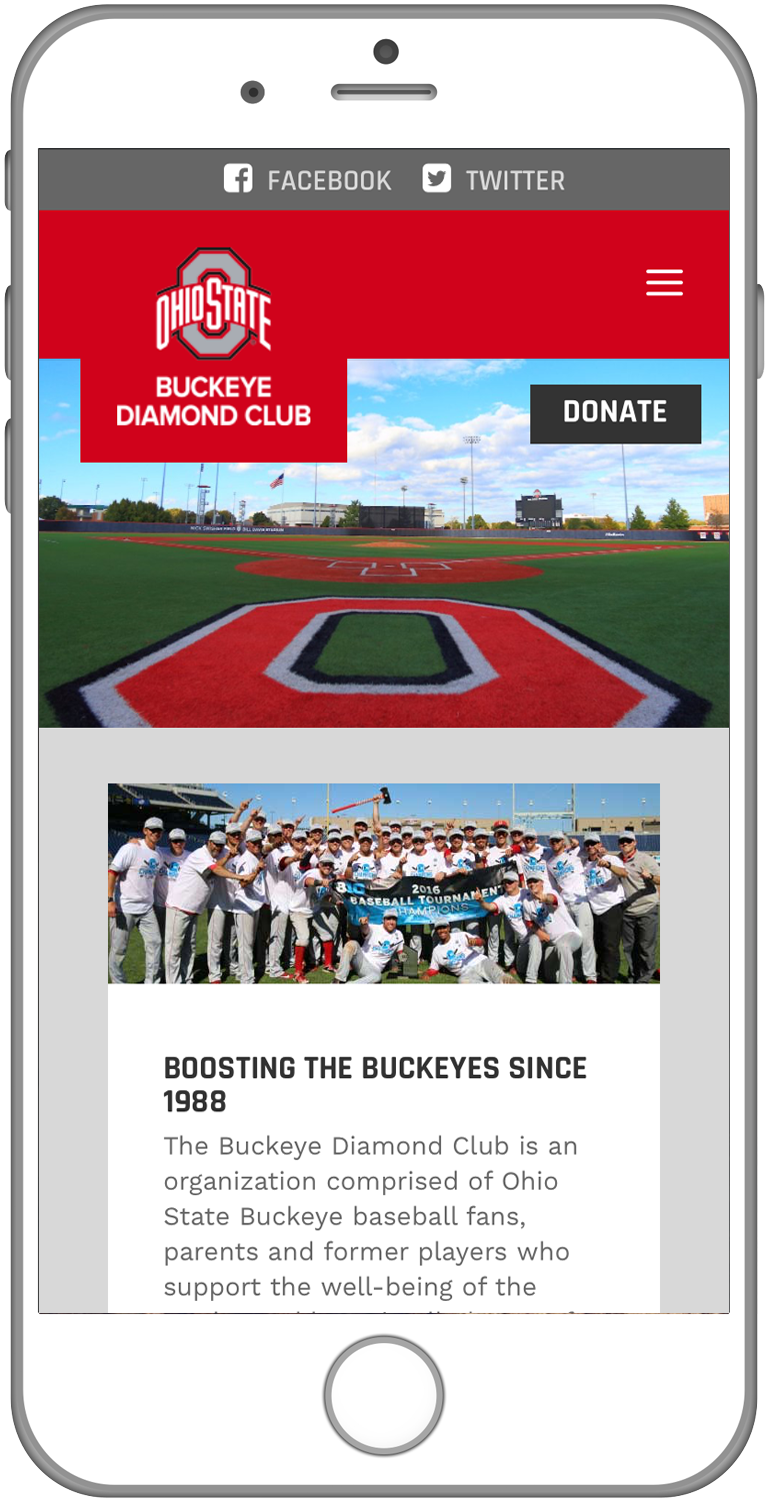 FACEBOOK TWITTER
OHIO STATE
BUCKEYE
DIAMOND CLUB
DONATE
2016
BASEBALL TOURNAMENT
CHAMPIONS
BOOSTING THE BUCKEYES SINCE
1988
The Buckeye Diamond Club is an
organization comprised of Ohio
State Buckeye baseball fans,
parents and former players who
support the well-being of the